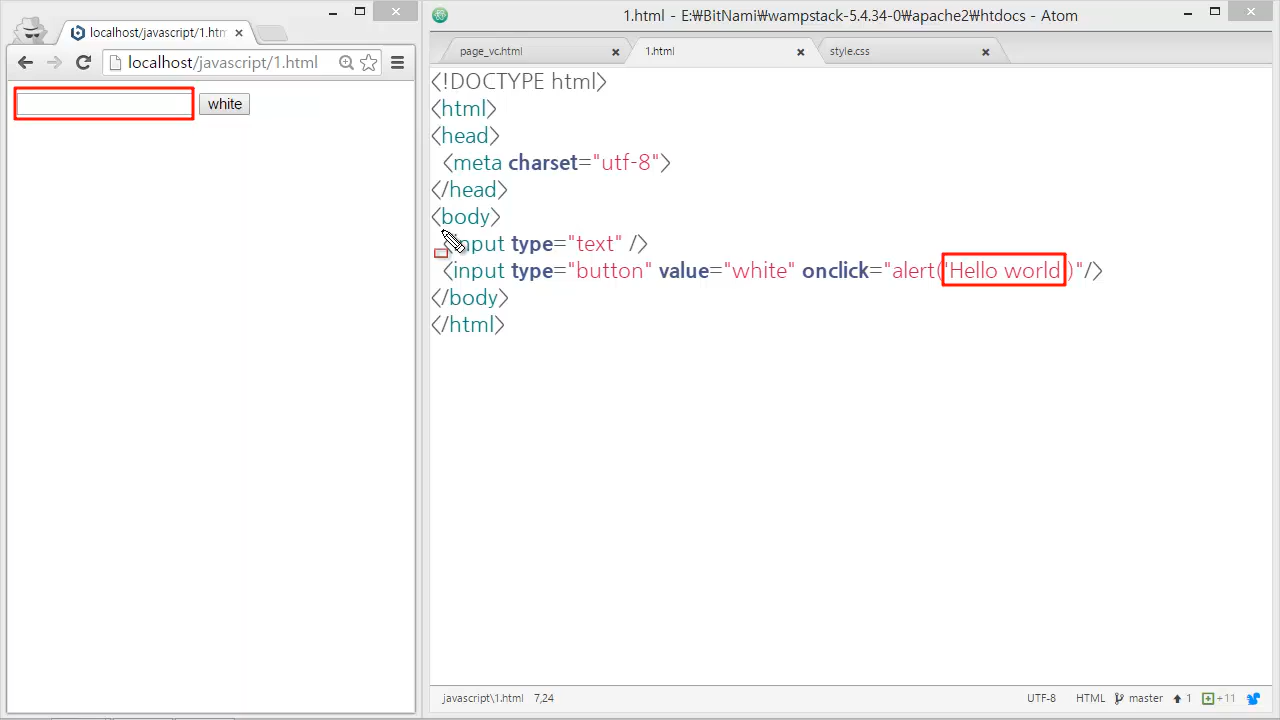 localhost/javascript/1.htm
localhost/javascript/1.html
white
1.html - E:₩BitNami₩wampstack-5.4.34-0₩apache2₩htdocs - Atom
page_vc.html
1.html
style.css
<!DOCTYPE html>
<html>
<head>
<meta charset="utf-8">
</head>
<body>
<input type="text" />
<input type="button" value="white" onclick="alert('Hello world')"/>
</body>
</html>
javascript\1.html 7,24
UTF-8 HTML master 1 +11